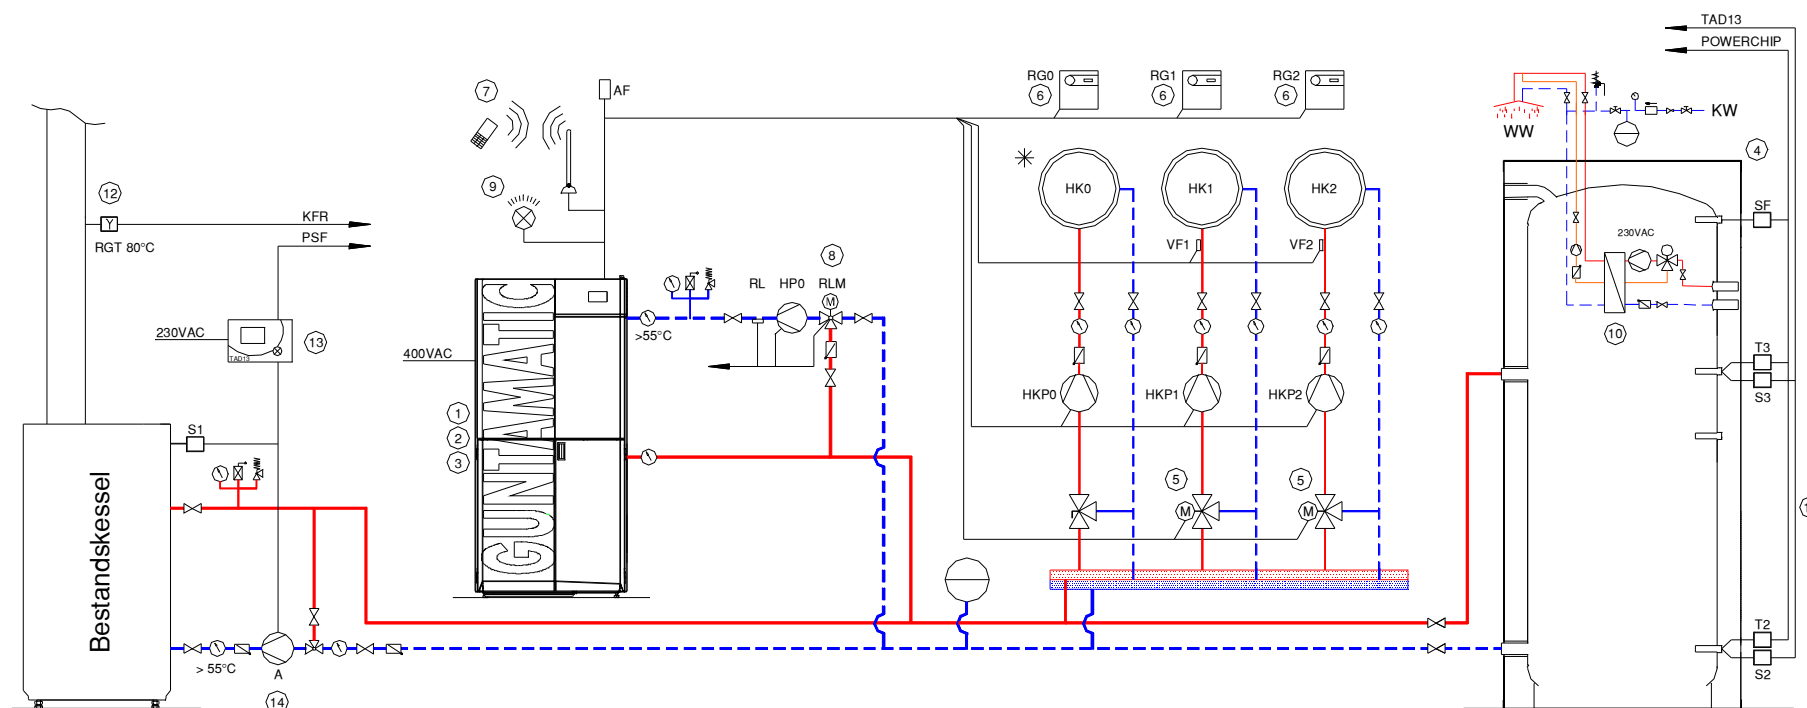 TAD13
POWERCHIP
7
AF
RG0
6
RG1
6
RG2
6
WW
KW
4
12
9
KFR
RGT 80°C
PSF
HK0
HK1
HK2
SF
VF1
VF2
230VAC
8
RL
HP0
RLM
M
>55°C
10
230VAC
TAD13
13
400VAC
GUNTAMATIC
T3
S3
HKP0
HKP1
HKP2
1
2
3
S1
Bestandskessel
5
5
M
M
> 55°C
A
14
T2
S2
Y